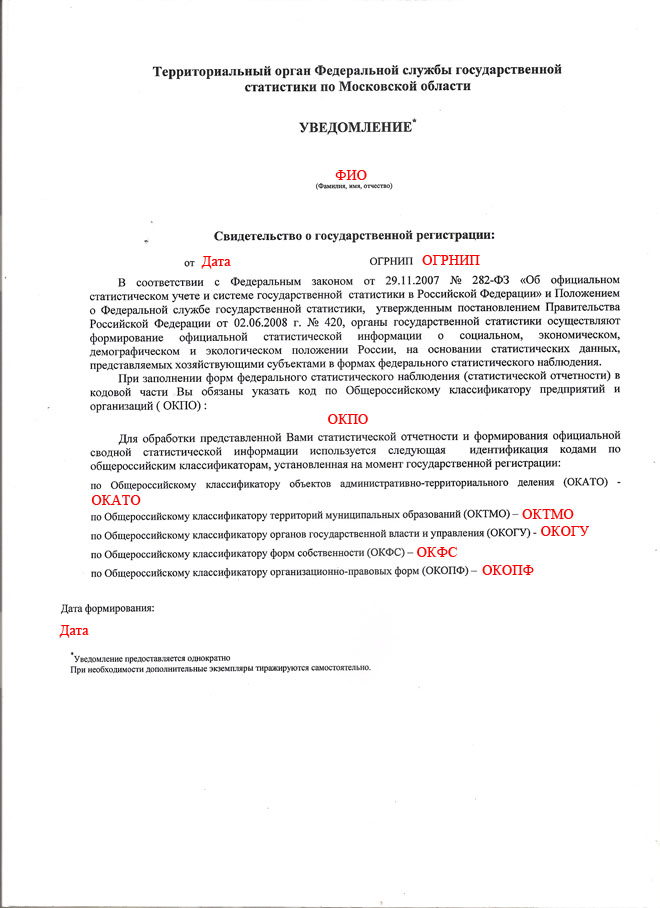 Территориальный орган Федеральной службы государственной
статистики по Московской области
УВЕДОМЛЕНИЕ*
ФИО
(Фамилия, имя, отчество)
Свидетельство о государственной регистрации:
от Дата ОГРНИП ОГРНИП
В соответствии с Федеральным законом от 29.11.2007 № 282-ФЗ «Об официальном
статистическом учете и системе государственной статистики в Российской Федерации» и Положением
о Федеральной службе государственной статистики, утвержденным постановлением Правительства
Российской Федерации от 02.06.2008 г. № 420, органы государственной статистики осуществляют
формирование официальной статистической информации о социальном, экономическом,
демографическом и экологическом положении России, на основании статистических данных,
представляемых хозяйствующими субъектами в формах федерального статистического наблюдения.
При заполнении форм федерального статистического наблюдения (статистической отчетности) в
кодовой части Вы обязаны указать код по Общероссийскому классификатору предприятий и
организаций ( ОКПО) :
ОКПО
Для обработки представленной Вами статистической отчетности и формирования официальной
сводной статистической информации используется следующая идентификация кодами по
общероссийским классификаторам, установленная на момент государственной регистрации:
по Общероссийскому классификатору объектов административно-территориального деления (ОКАТО) -
ОКАТО
по Общероссийскому классификатору территорий муниципальных образований (ОКТМО) – ОКТМО
по Общероссийскому классификатору органов государственной власти и управления (ОКОГУ) - ОКОГУ
по Общероссийскому классификатору форм собственности (ОКФС) – ОКФС
по Общероссийскому классификатору организационно-правовых форм (ОКОПФ) – ОКОПФ
Дата формирования:
Дата
*Уведомление предоставляется однократно
При необходимости дополнительные экземпляры тиражируются самостоятельно.